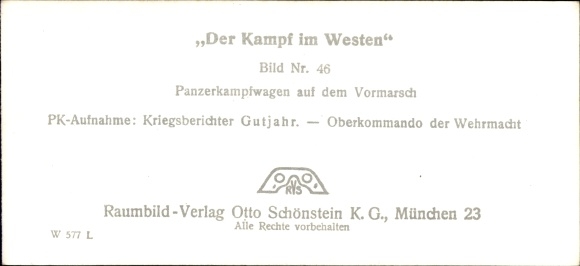 „Der Kampf im Westen“
Bild Nr. 46
Panzerkampfwagen auf dem Vormarsch
PK-Aufnahme: Kriegsberichter Gutjahr. — Oberkommando der Wehrmacht
RVS
Raumbild-Verlag Otto Schönstein K. G., München 23
Alle Rechte vorbehalten
W 577 L